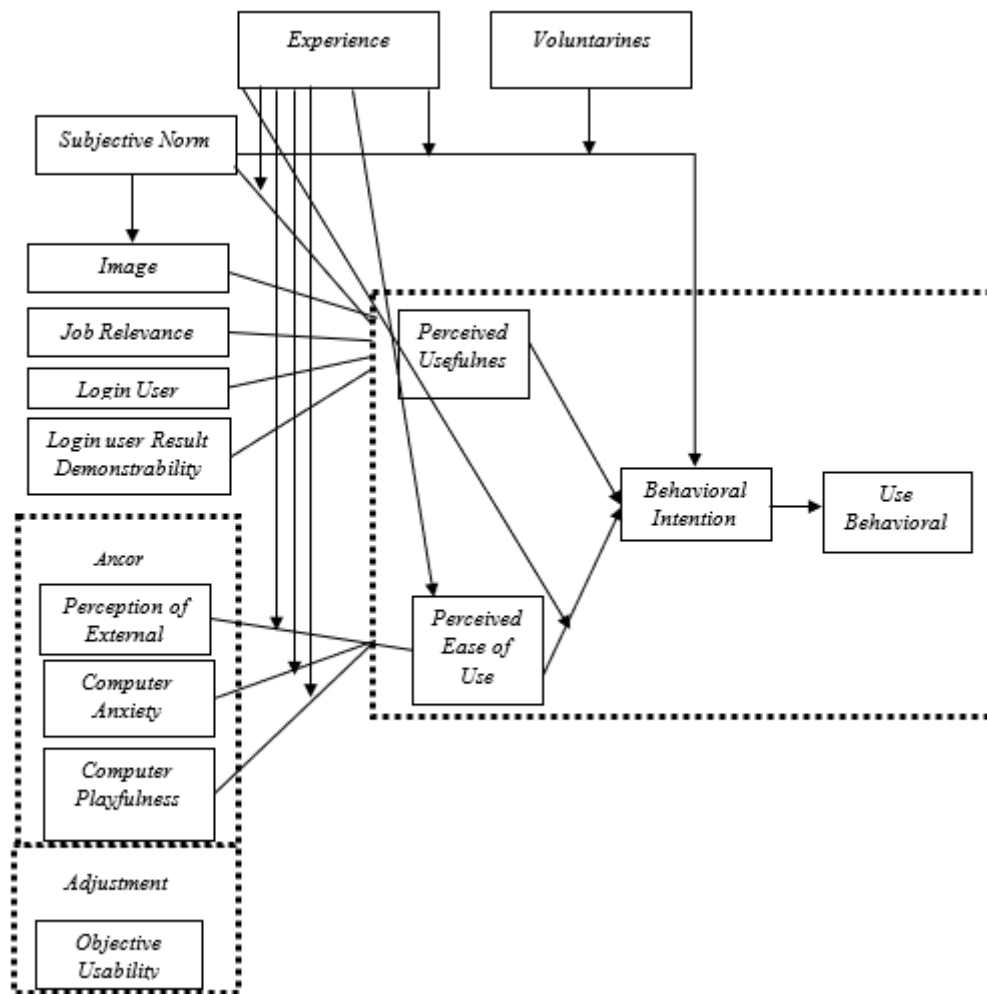 Experience
Voluntarines
Subjective Norm
Image
Job Relevance
Login User
Login user Result
Demonstrability
Perceived
Usefulnes
Behavioral
Intention
Use
Behavioral
Ancor
Perception of
External
Computer
Anxiety
Computer
Playfulness
Perceived
Ease of
Use
Adjustment
Objective
Usability